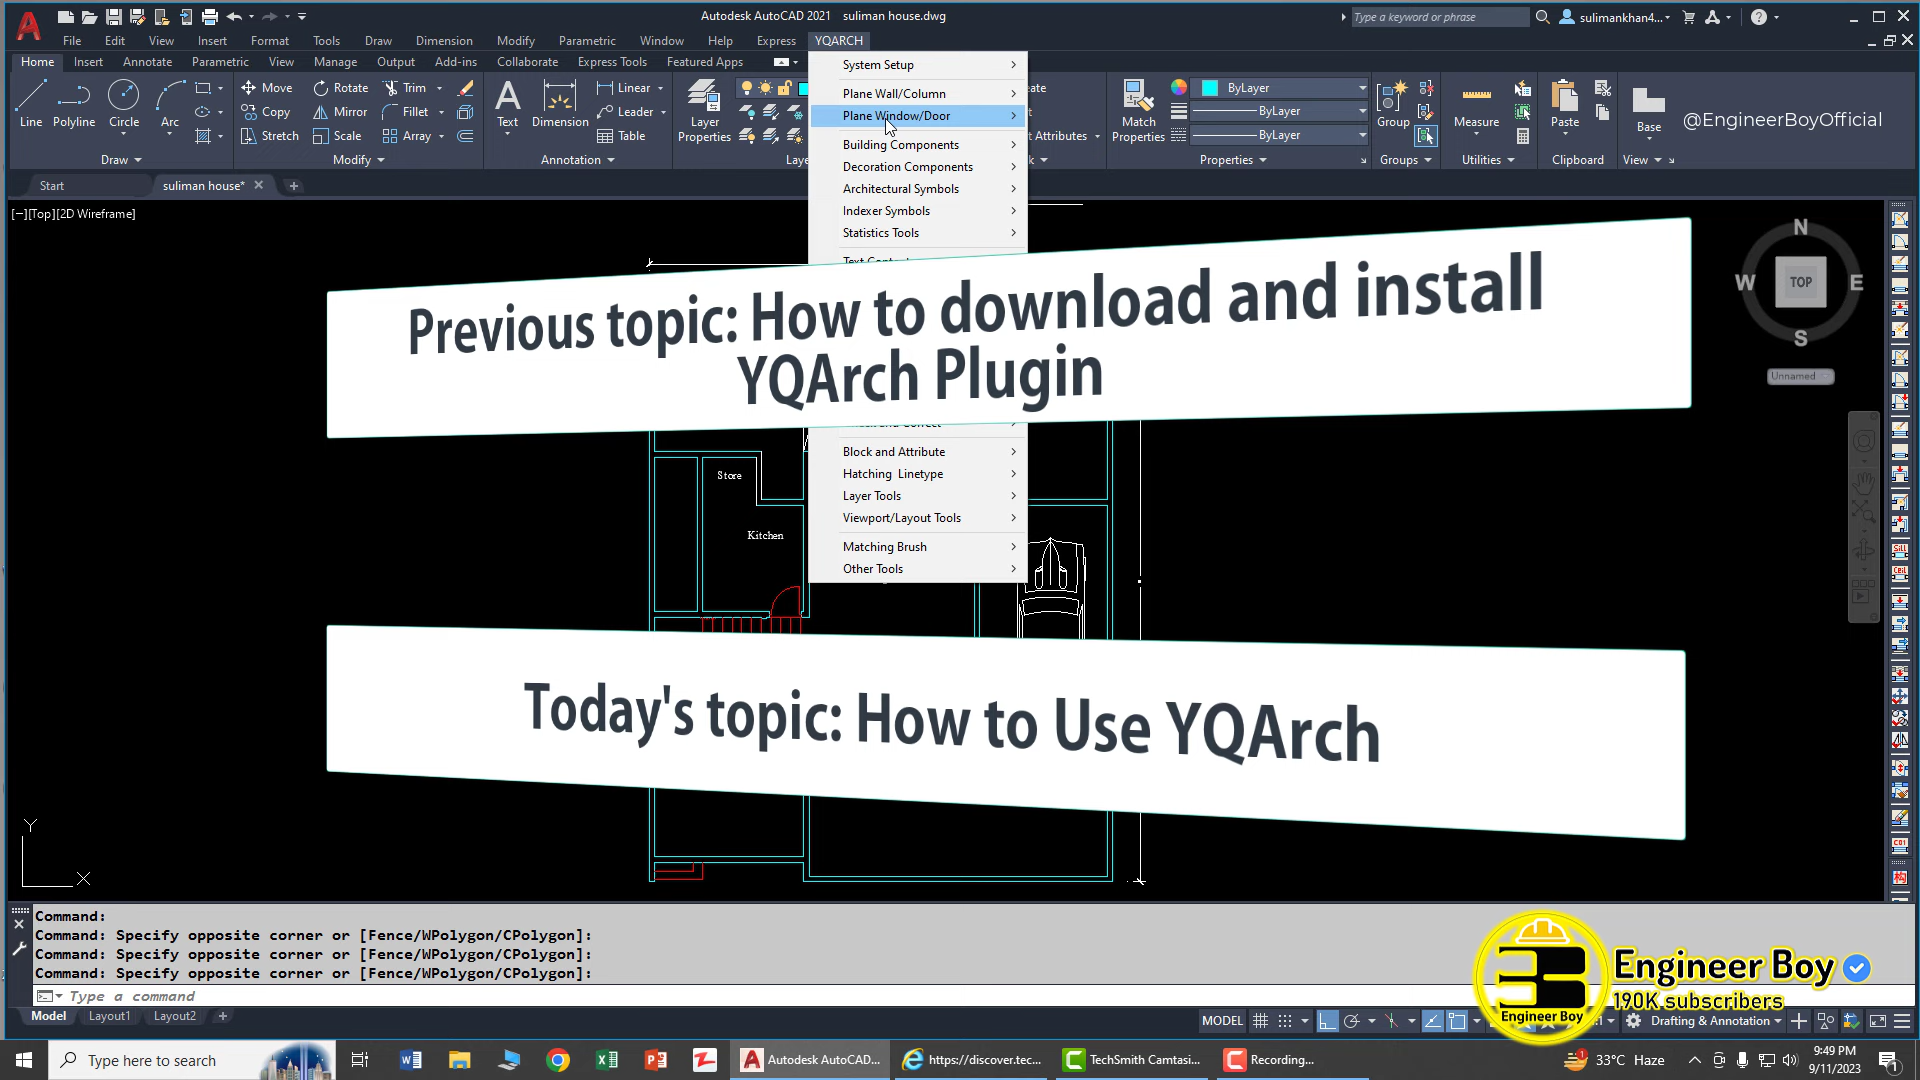 Autodesk AutoCAD 2021 suliman house.dwg
Type a keyword or phrase
sulimankhan4...
File Edit View Insert Format Tools Draw Dimension Modify Parametric Window Help Express YQARCH
Home Insert Annotate Parametric View Manage Output Add-ins Collaborate Express Tools Featured Apps
Line Polyline Circle Arc
Move Rotate Trim
Copy Mirror Fillet
Stretch Scale Array
Text Dimension
Linear
Leader
Table
Layer Properties
Match Properties
ByLayer
ByLayer
ByLayer
Group
Measure
Paste
Base
@EngineerBoyOfficial
Draw Modify Annotation Properties Groups Utilities Clipboard View
Attributes
System Setup
Plane Wall/Column
Plane Window/Door
Building Components
Decoration Components
Architectural Symbols
Indexer Symbols
Statistics Tools
Block and Attribute
Hatching Linetype
Layer Tools
Viewport/Layout Tools
Matching Brush
Other Tools
Start suliman house*
[−][Top][2D Wireframe]
N
W TOP E
S
Unnamed
Previous topic: How to download and install
YQArch Plugin
Store
Kitchen
Today's topic: How to Use YQArch
Y
X
Sill
Ceil
C01
构
Command:
Command: Specify opposite corner or [Fence/WPolygon/CPolygon]:
Command: Specify opposite corner or [Fence/WPolygon/CPolygon]:
Command: Specify opposite corner or [Fence/WPolygon/CPolygon]:
Type a command
Engineer Boy
190K subscribers
Engineer Boy
Model Layout1 Layout2
MODEL
Drafting & Annotation
Type here to search
Autodesk AutoCAD...
https://discover.tec...
TechSmith Camtasi...
Recording...
33°C Haze
9:49 PM
9/11/2023